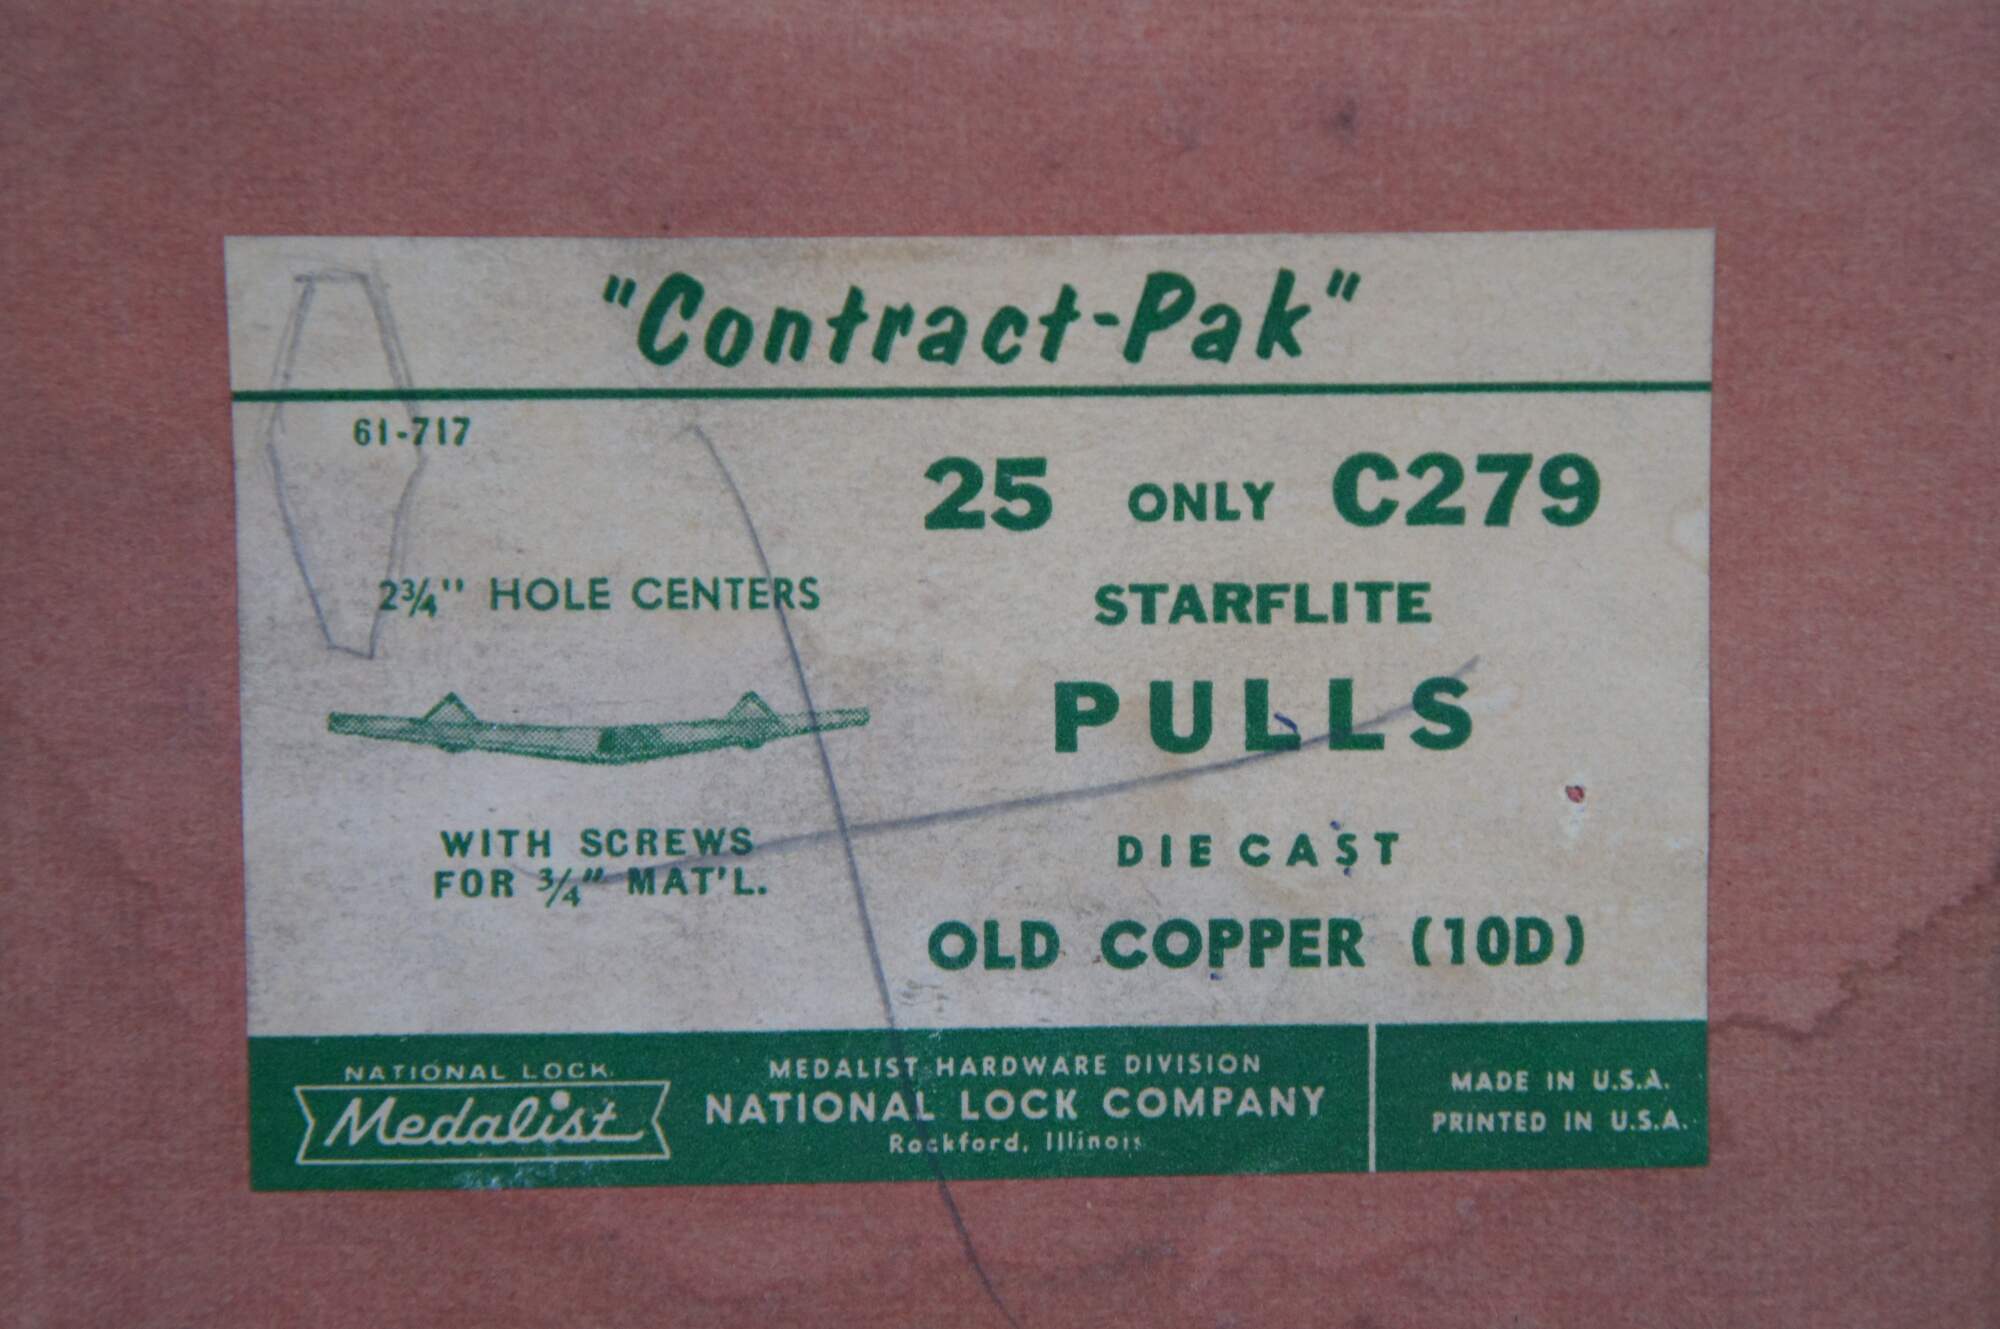 "Contract-Pak"
61-717
25 ONLY C279
2¾" HOLE CENTERS
STARFLITE
PULLS
WITH SCREWS
FOR ¾" MAT'L.
DIE CAST
OLD COPPER (10D)
NATIONAL LOCK
Medalist
MEDALIST HARDWARE DIVISION
NATIONAL LOCK COMPANY
Rockford, Illinois
MADE IN U.S.A.
PRINTED IN U.S.A.